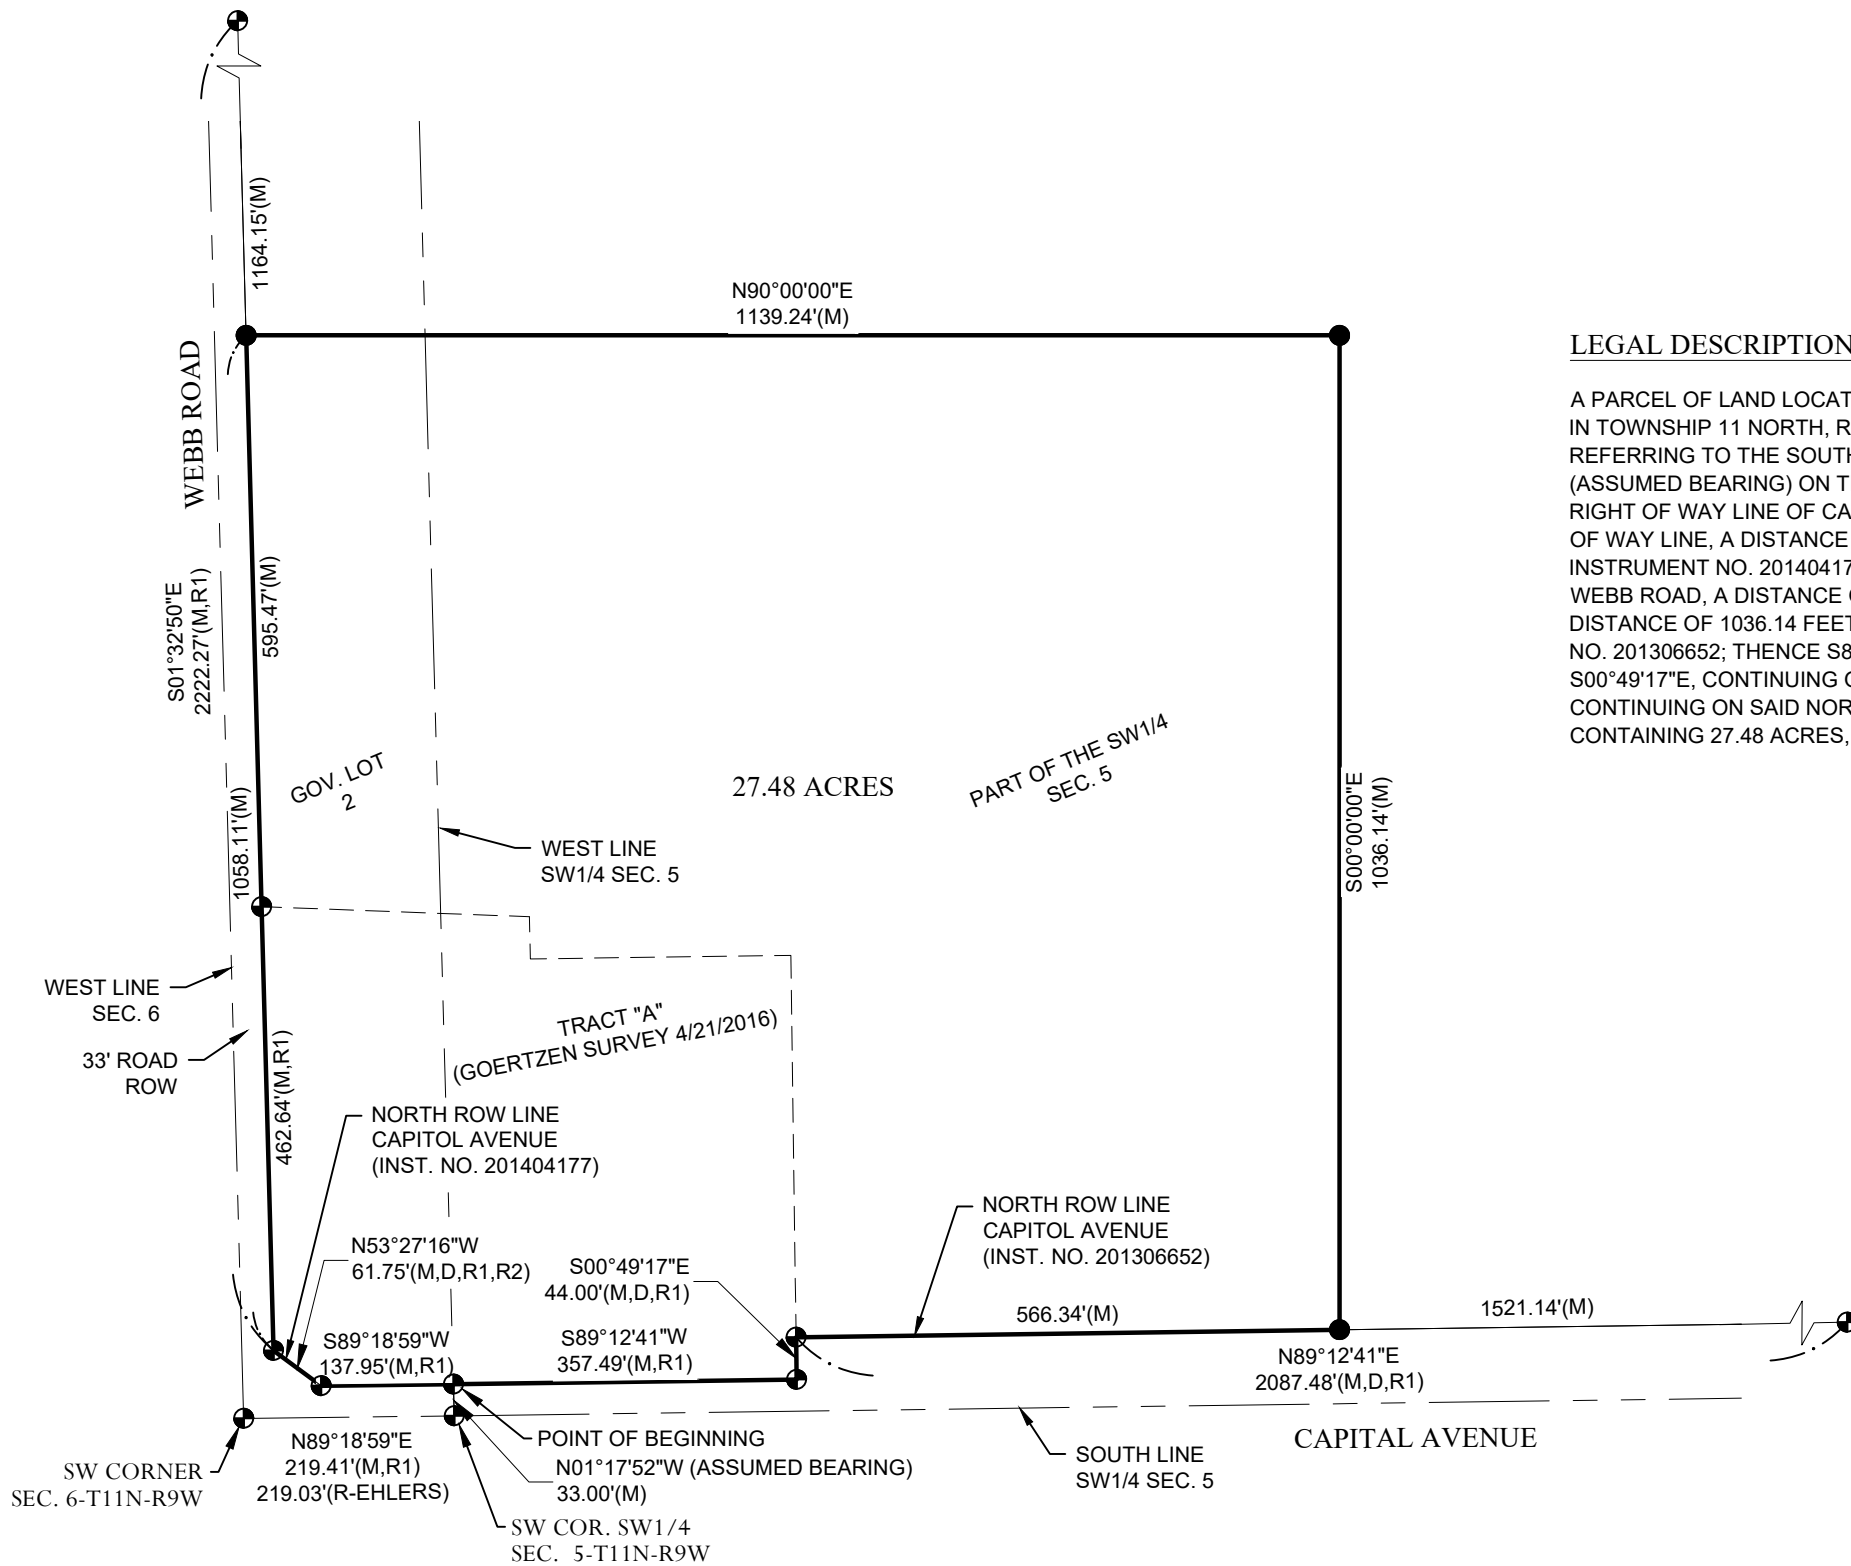 1164.15'(M)
N90°00'00"E
1139.24'(M)
WEBB ROAD
S01°32'50"E
2222.27'(M,R1)
595.47'(M)
1058.11'(M)
GOV. LOT
2
27.48 ACRES
PART OF THE SW1/4
SEC. 5
S00°00'00"E
1036.14'(M)
WEST LINE
SW1/4 SEC. 5
WEST LINE
SEC. 6
33' ROAD
ROW
462.64'(M,R1)
TRACT "A"
(GOERTZEN SURVEY 4/21/2016)
NORTH ROW LINE
CAPITOL AVENUE
(INST. NO. 201404177)
N53°27'16"W
61.75'(M,D,R1,R2)
S00°49'17"E
44.00'(M,D,R1)
NORTH ROW LINE
CAPITOL AVENUE
(INST. NO. 201306652)
566.34'(M)
1521.14'(M)
S89°18'59"W
137.95'(M,R1)
S89°12'41"W
357.49'(M,R1)
N89°12'41"E
2087.48'(M,D,R1)
N89°18'59"E
219.41'(M,R1)
219.03'(R-EHLERS)
POINT OF BEGINNING
N01°17'52"W (ASSUMED BEARING)
33.00'(M)
SOUTH LINE
SW1/4 SEC. 5
CAPITAL AVENUE
SW CORNER
SEC. 6-T11N-R9W
SW COR. SW1/4
SEC. 5-T11N-R9W
LEGAL DESCRIPTION
A PARCEL OF LAND LOCAT
IN TOWNSHIP 11 NORTH, R
REFERRING TO THE SOUTH
(ASSUMED BEARING) ON T
RIGHT OF WAY LINE OF CA
OF WAY LINE, A DISTANCE
INSTRUMENT NO. 20140417
WEBB ROAD, A DISTANCE
DISTANCE OF 1036.14 FEET
NO. 201306652; THENCE S8
S00°49'17"E, CONTINUING
CONTINUING ON SAID NOR
CONTAINING 27.48 ACRES,